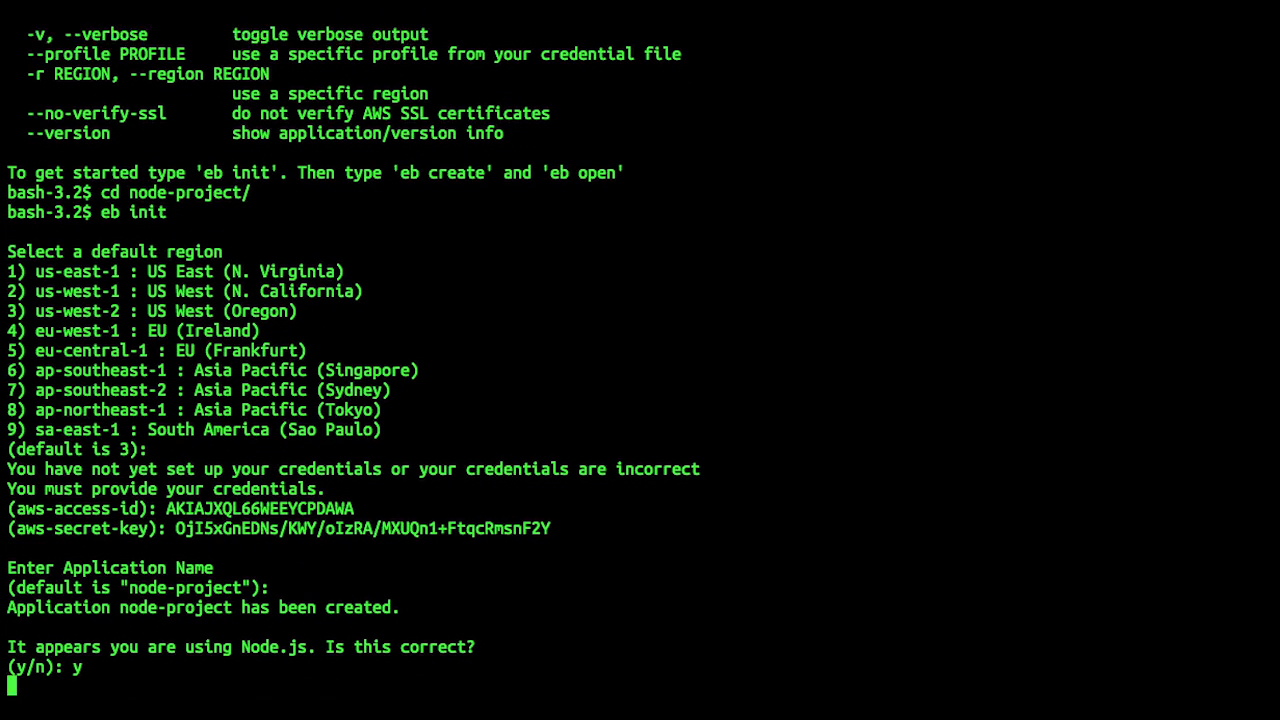 -v, --verbose toggle verbose output
--profile PROFILE use a specific profile from your credential file
-r REGION, --region REGION
use a specific region
--no-verify-ssl do not verify AWS SSL certificates
--version show application/version info
To get started type 'eb init'. Then type 'eb create' and 'eb open'
bash-3.2$ cd node-project/
bash-3.2$ eb init
Select a default region
1) us-east-1 : US East (N. Virginia)
2) us-west-1 : US West (N. California)
3) us-west-2 : US West (Oregon)
4) eu-west-1 : EU (Ireland)
5) eu-central-1 : EU (Frankfurt)
6) ap-southeast-1 : Asia Pacific (Singapore)
7) ap-southeast-2 : Asia Pacific (Sydney)
8) ap-northeast-1 : Asia Pacific (Tokyo)
9) sa-east-1 : South America (Sao Paulo)
(default is 3):
You have not yet set up your credentials or your credentials are incorrect
You must provide your credentials.
(aws-access-id): AKIAJXQL66WEEYCPDAWA
(aws-secret-key): OjI5xGnEDNs/KWY/oIzRA/MXUQn1+FtqcRmsnF2Y
Enter Application Name
(default is "node-project"):
Application node-project has been created.
It appears you are using Node.js. Is this correct?
(y/n): y